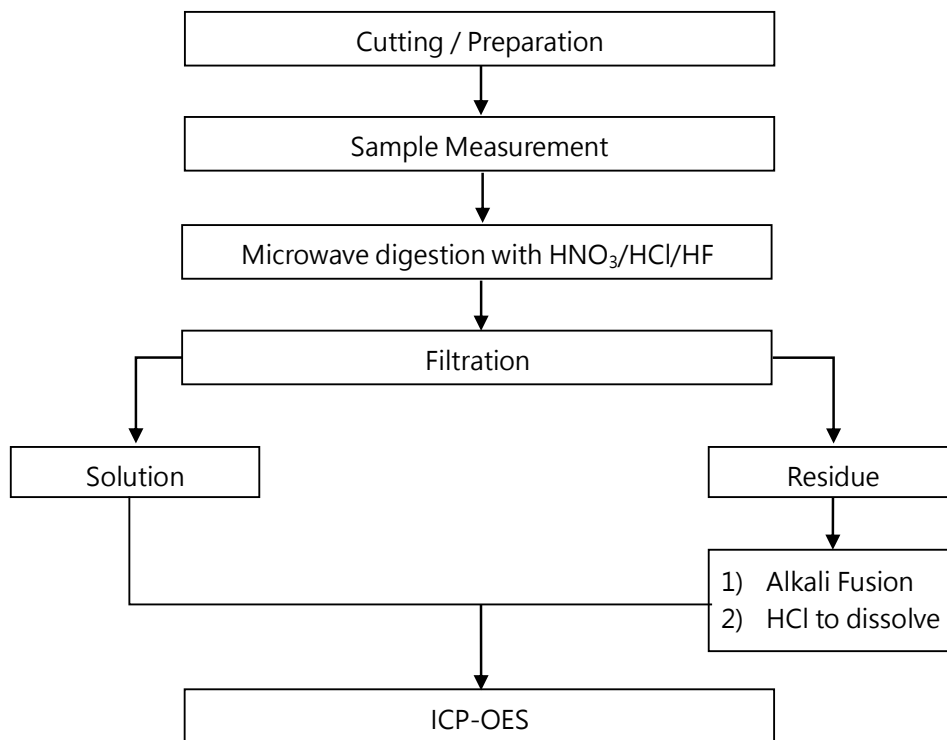 Cutting / Preparation
Sample Measurement
Microwave digestion with HNO₃/HCl/HF
Filtration
Solution
Residue
1) Alkali Fusion
2) HCl to dissolve
ICP-OES